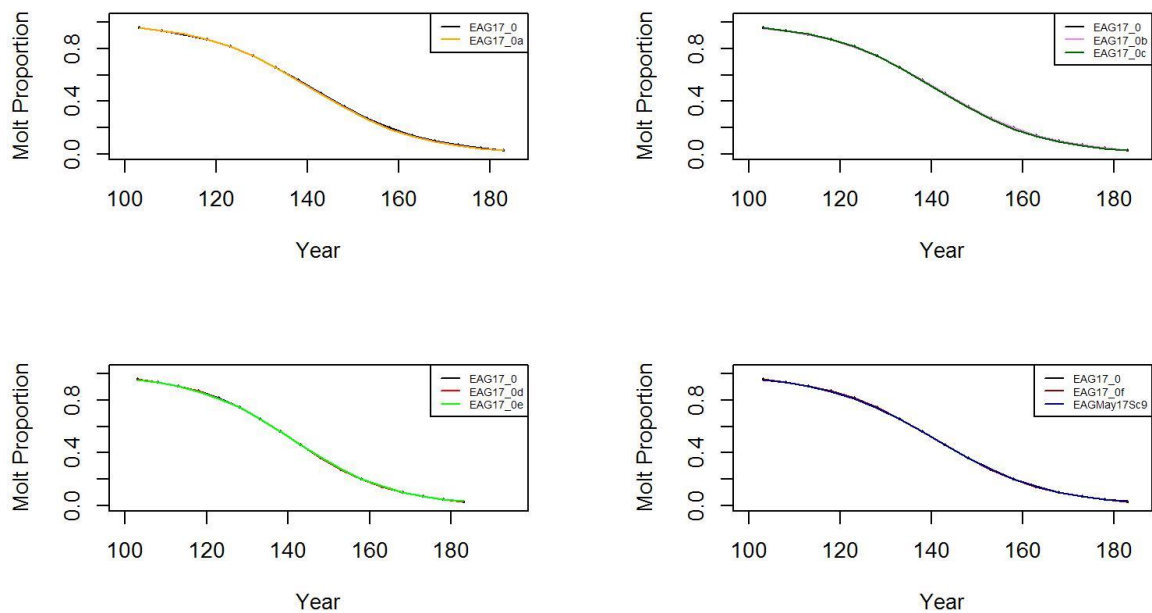 Molt Proportion
0.0 0.4 0.8
EAG17_0
EAG17_0a
100 120 140 160 180
Year
Molt Proportion
0.0 0.4 0.8
EAG17_0
EAG17_0b
EAG17_0c
100 120 140 160 180
Year
Molt Proportion
0.0 0.4 0.8
EAG17_0
EAG17_0d
EAG17_0e
100 120 140 160 180
Year
Molt Proportion
0.0 0.4 0.8
EAG17_0
EAG17_0f
EAGMay17Sc9
100 120 140 160 180
Year